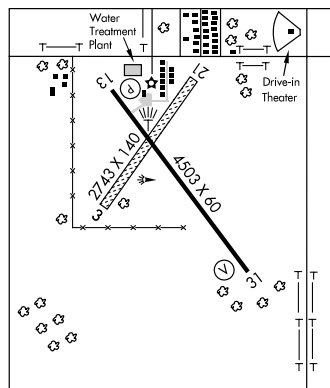 Water
Treatment
Plant
Drive-in
Theater
13
P
21
2743 X 140
4503 X 60
3
V
31